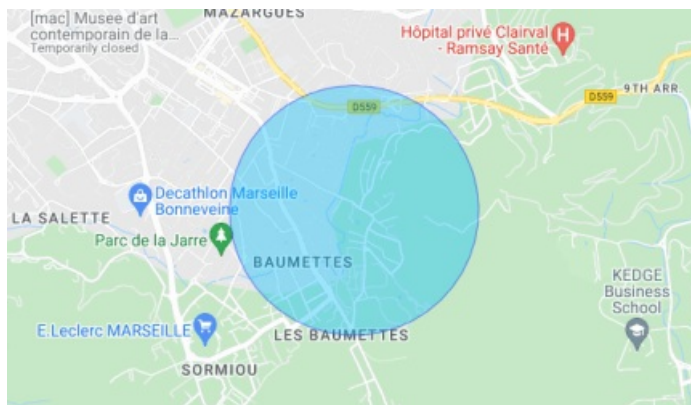 MAZARGUES
[mac] Musee d'art
contemporain de la...
Temporarily closed
Hôpital privé Clairval
- Ramsay Santé
H
9TH ARR.
D559
D559
Decathlon Marseille
Bonneveine
LA SALETTE
Parc de la Jarre
BAUMETTES
KEDGE
Business
School
E.Leclerc MARSEILLE
LES BAUMETTES
SORMIOU